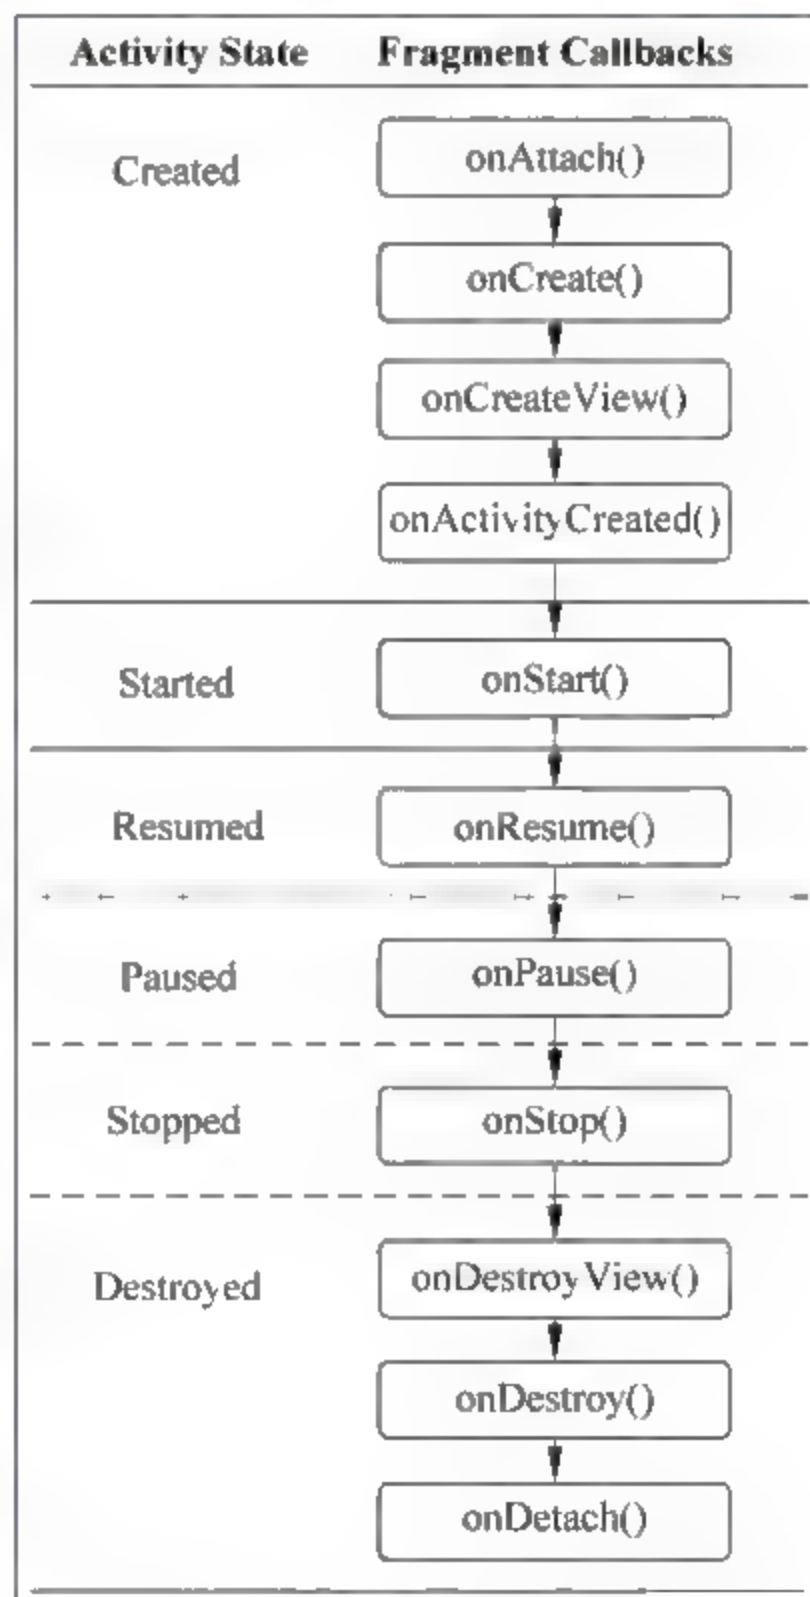 Activity State Fragment Callbacks
Created
onAttach()
onCreate()
onCreateView()
onActivityCreated()
Started
onStart()
Resumed
onResume()
Paused
onPause()
Stopped
onStop()
Destroyed
onDestroyView()
onDestroy()
onDetach()